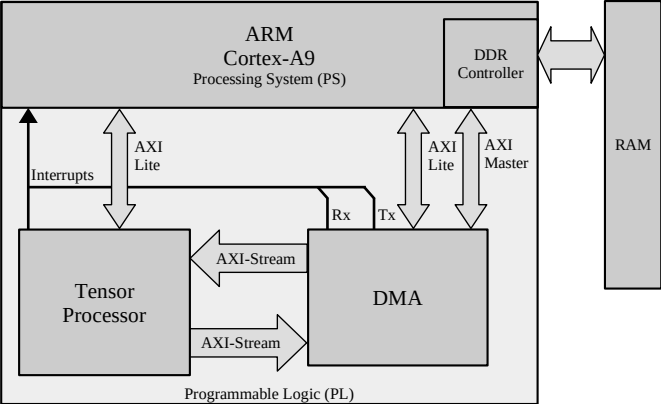 ARM
Cortex-A9
Processing System (PS)
DDR
Controller
RAM
AXI
Lite
AXI
Lite
AXI
Master
Interrupts
Rx
Tx
Tensor
Processor
AXI-Stream
AXI-Stream
DMA
Programmable Logic (PL)